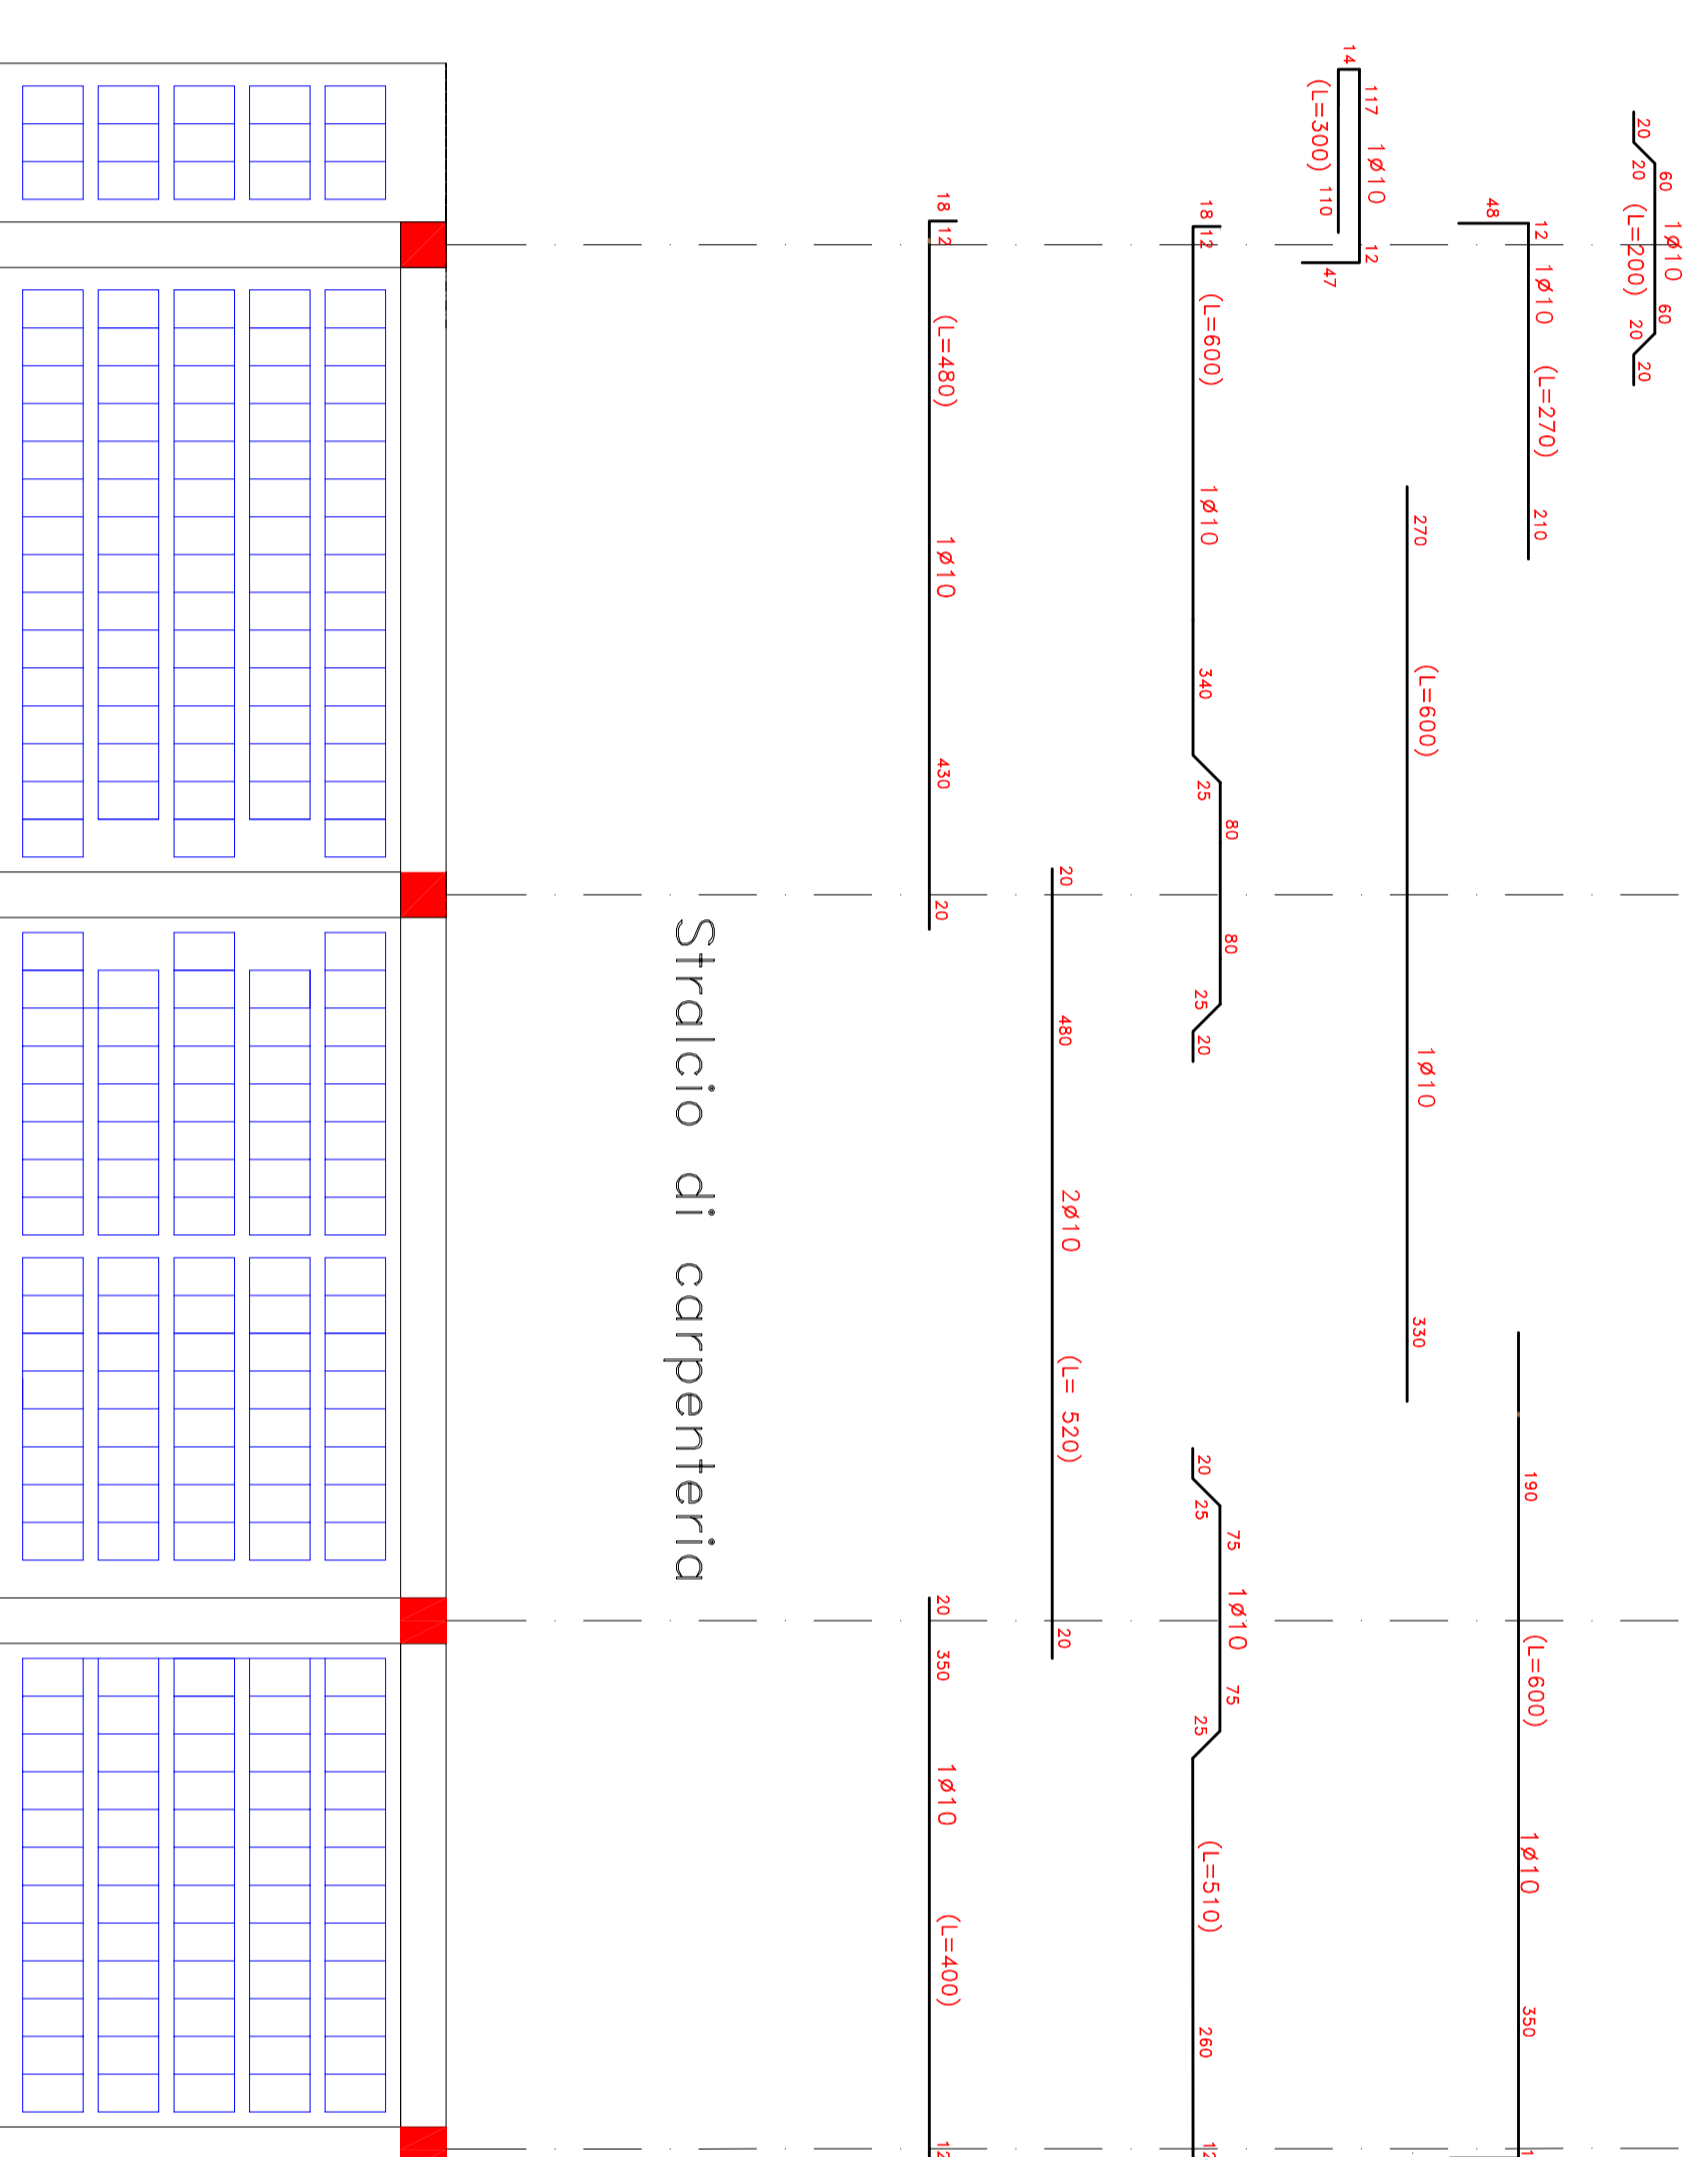 20 20 60 1ø10 (L=200) 60 20 20
48 12 1ø10 (L=270) 210
190 (L=600) 1ø10 350 1
270 (L=600) 1ø10 330
14 117 1ø10 12
(L=300) 110 47
18 12 (L=600) 1ø10 340 25 80 80 25 20
20 25 75 1ø10 75 25 (L=510) 260 12
20 480 2ø10 (L= 520) 20
18 12 (L=480) 1ø10 430 20
20 350 1ø10 (L=400) 12
Stralcio di carpenteria